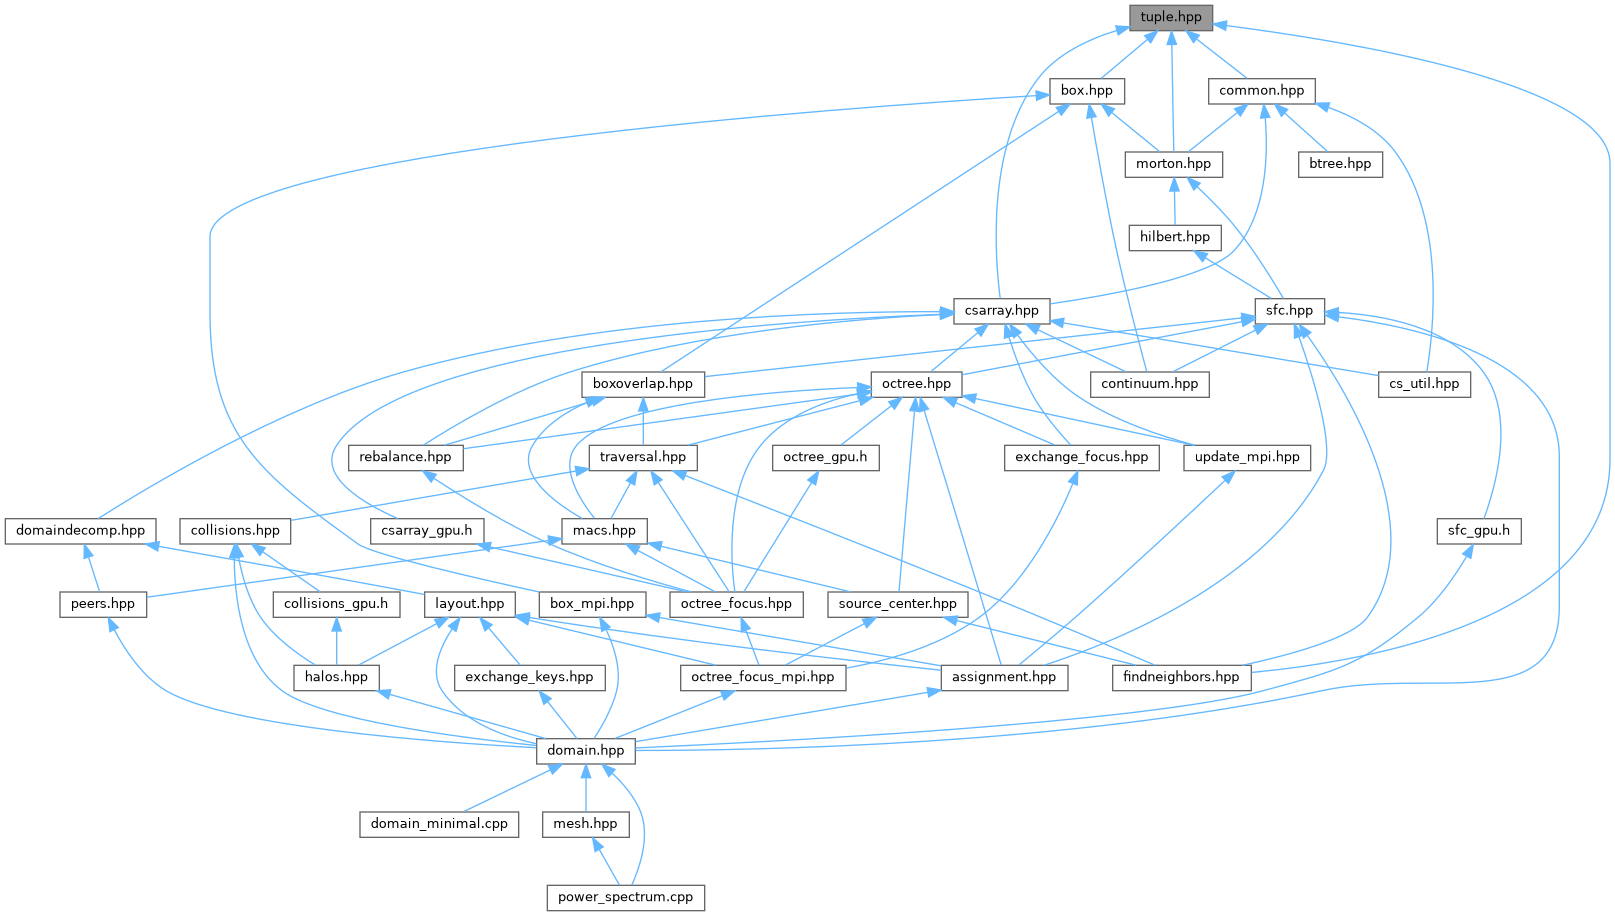 tuple.hpp
box.hpp
common.hpp
morton.hpp
btree.hpp
hilbert.hpp
csarray.hpp
sfc.hpp
boxoverlap.hpp
octree.hpp
continuum.hpp
cs_util.hpp
rebalance.hpp
traversal.hpp
octree_gpu.h
exchange_focus.hpp
update_mpi.hpp
domaindecomp.hpp
collisions.hpp
csarray_gpu.h
macs.hpp
sfc_gpu.h
peers.hpp
collisions_gpu.h
layout.hpp
box_mpi.hpp
octree_focus.hpp
source_center.hpp
halos.hpp
exchange_keys.hpp
octree_focus_mpi.hpp
assignment.hpp
findneighbors.hpp
domain.hpp
domain_minimal.cpp
mesh.hpp
power_spectrum.cpp